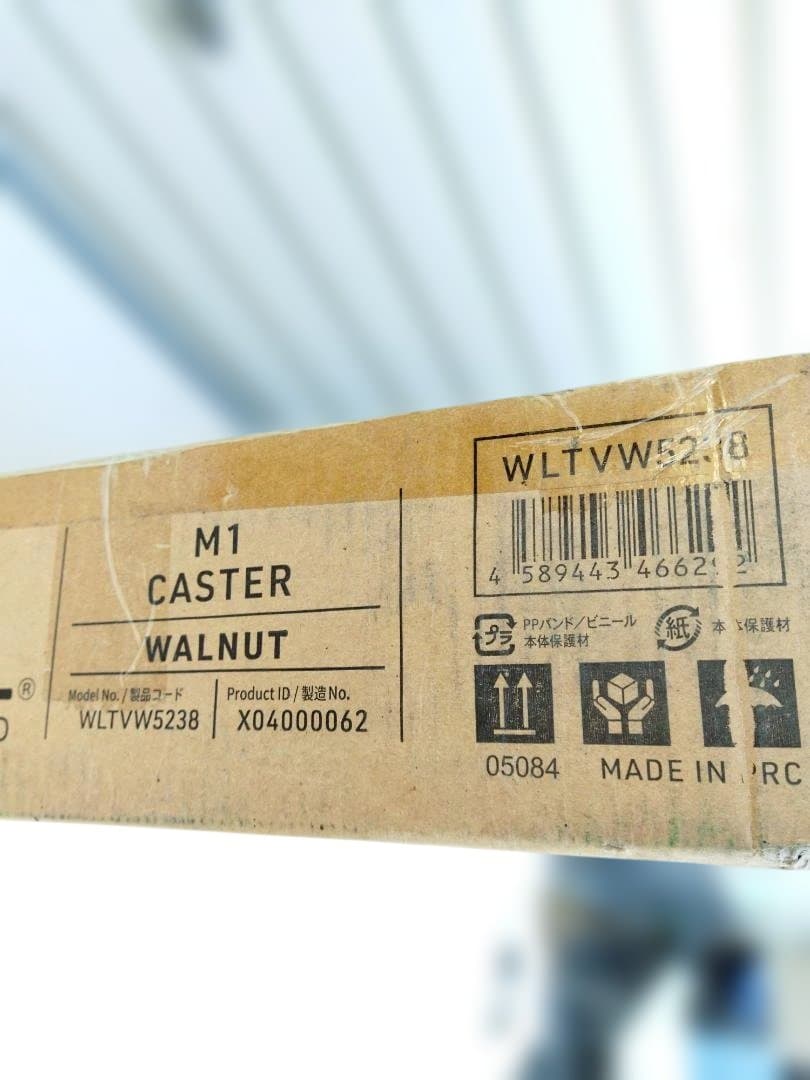 M1
CASTER
WALNUT
Model No. / 製品コード
WLTVW5238
Product ID / 製造No.
X04000062
®
WLTVW5238
4 589443
プラ
PPバンド／ビニール
本体保護材
紙
05084
MADE IN PRC